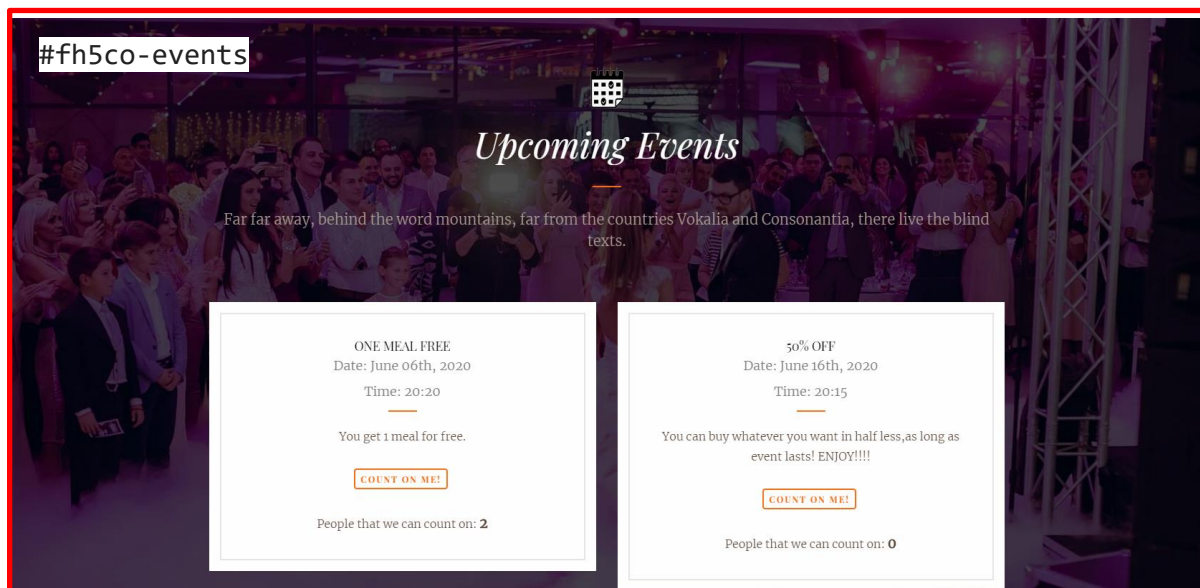 #fh5co-events
Upcoming Events
Far far away, behind the word mountains, far from the countries Vokalia and Consonantia, there live the blind
texts.
ONE MEAL FREE
Date: June 06th, 2020
Time: 20:20
You get 1 meal for free.
COUNT ON ME!
People that we can count on: 2
50% OFF
Date: June 16th, 2020
Time: 20:15
You can buy whatever you want in half less,as long as
event lasts! ENJOY!!!!
COUNT ON ME!
People that we can count on: 0